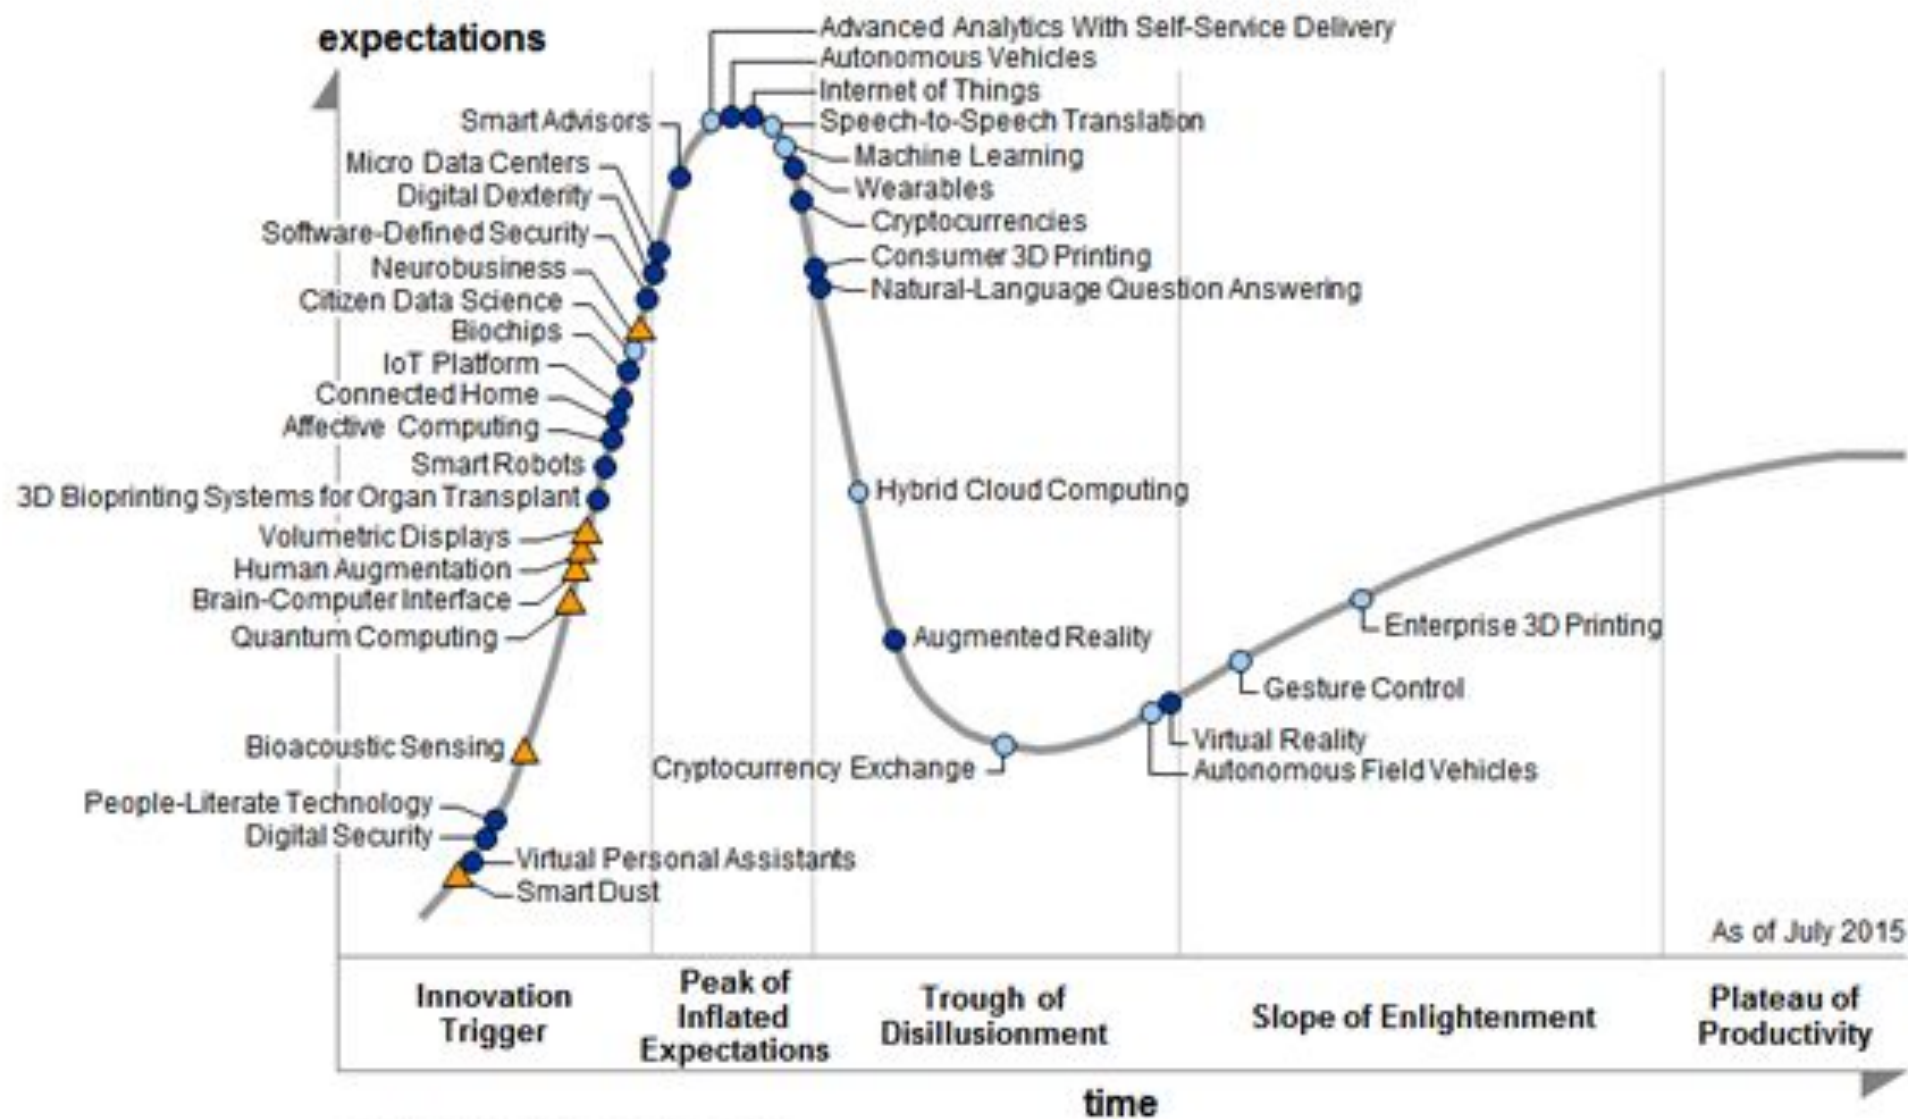 expectations
Advanced Analytics With Self-Service Delivery
Autonomous Vehicles
Internet of Things
Speech-to-Speech Translation
Machine Learning
Wearables
Cryptocurrencies
Consumer 3D Printing
Natural-Language Question Answering
Smart Advisors
Micro Data Centers
Digital Dexterity
Software-Defined Security
Neurobusiness
Citizen Data Science
Biochips
IoT Platform
Connected Home
Affective Computing
Smart Robots
3D Bioprinting Systems for Organ Transplant
Volumetric Displays
Human Augmentation
Brain-Computer Interface
Quantum Computing
Bioacoustic Sensing
People-Literate Technology
Digital Security
Virtual Personal Assistants
Smart Dust
Hybrid Cloud Computing
Augmented Reality
Cryptocurrency Exchange
Enterprise 3D Printing
Gesture Control
Virtual Reality
Autonomous Field Vehicles
As of July 2015
Innovation
Trigger
Peak of
Inflated
Expectations
Trough of
Disillusionment
Slope of Enlightenment
Plateau of
Productivity
time